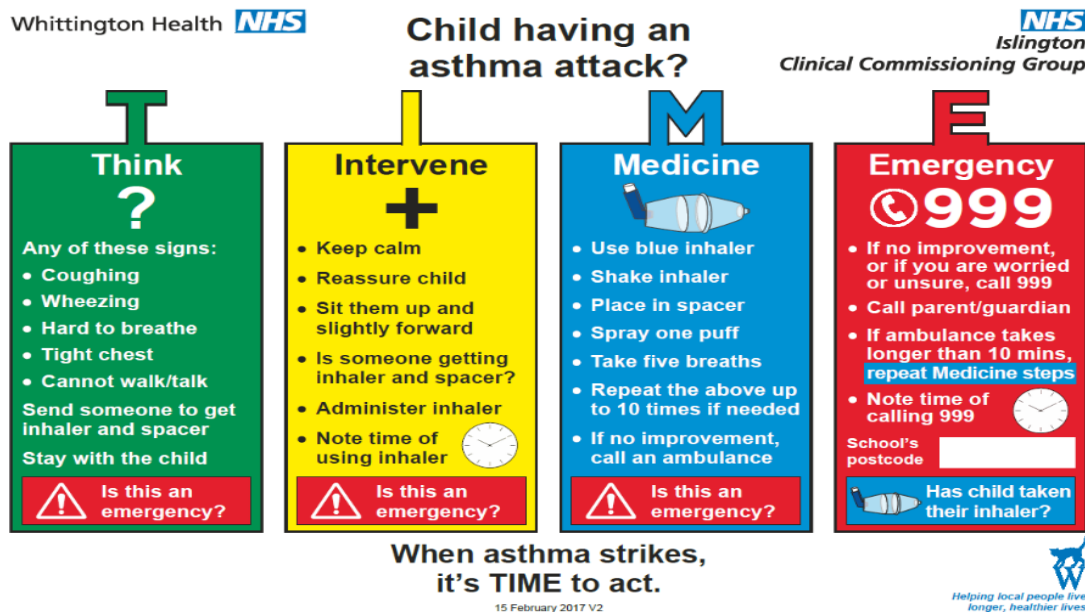 Whittington Health NHS
Child having an
asthma attack?
NHS
Islington
Clinical Commissioning Group
T
Think
?
Any of these signs:
• Coughing
• Wheezing
• Hard to breathe
• Tight chest
• Cannot walk/talk
Send someone to get
inhaler and spacer
Stay with the child
Is this an
emergency?
I
Intervene
+
• Keep calm
• Reassure child
• Sit them up and
slightly forward
• Is someone getting
inhaler and spacer?
• Administer inhaler
• Note time of
using inhaler
Is this an
emergency?
M
Medicine
• Use blue inhaler
• Shake inhaler
• Place in spacer
• Spray one puff
• Take five breaths
• Repeat the above up
to 10 times if needed
• If no improvement,
call an ambulance
Is this an
emergency?
E
Emergency
999
• If no improvement,
or if you are worried
or unsure, call 999
• Call parent/guardian
• If ambulance takes
longer than 10 mins,
repeat Medicine steps
• Note time of
calling 999
School's
postcode
Has child taken
their inhaler?
When asthma strikes,
it's TIME to act.
15 February 2017 V2
Helping local people live
longer, healthier lives